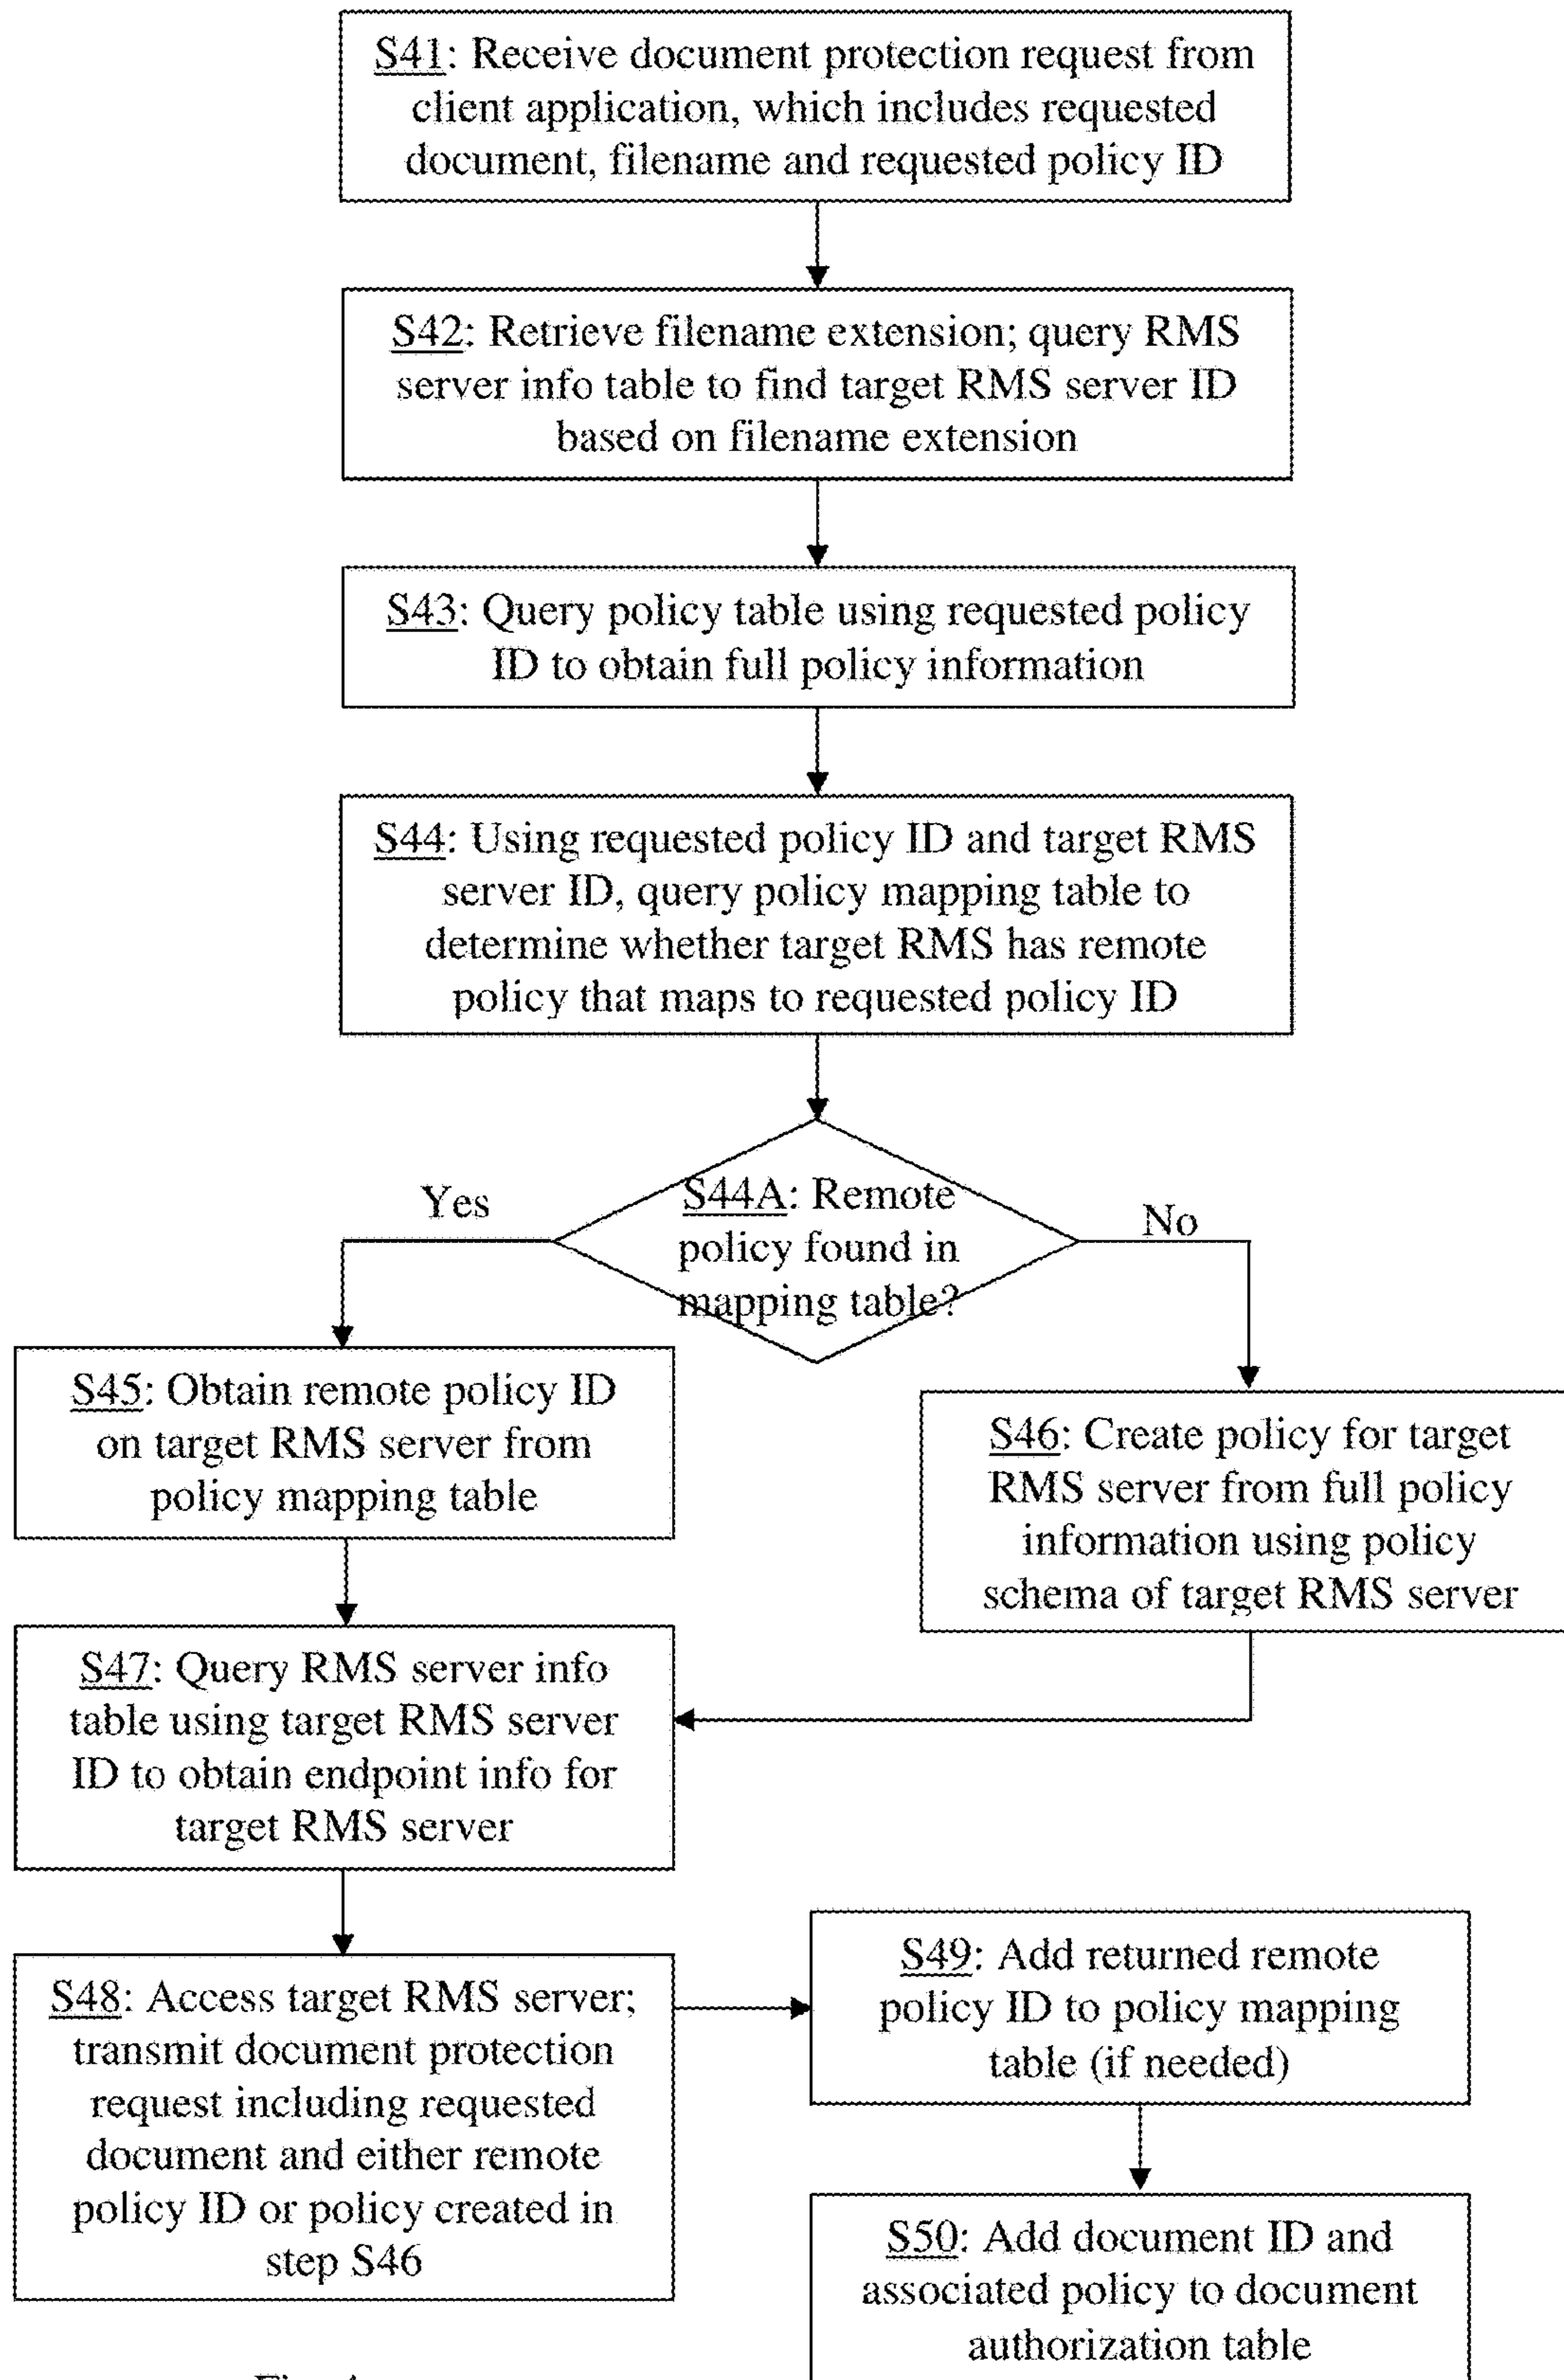 S41: Receive document protection request from
client application, which includes requested
document, filename and requested policy ID
S42: Retrieve filename extension; query RMS
server info table to find target RMS server ID
based on filename extension
S43: Query policy table using requested policy
ID to obtain full policy information
S44: Using requested policy ID and target RMS
server ID, query policy mapping table to
determine whether target RMS has remote
policy that maps to requested policy ID
S44A: Remote
policy found in
mapping table?
Yes
No
S45: Obtain remote policy ID
on target RMS server from
policy mapping table
S46: Create policy for target
RMS server from full policy
information using policy
schema of target RMS server
S47: Query RMS server info
table using target RMS server
ID to obtain endpoint info for
target RMS server
S48: Access target RMS server;
transmit document protection
request including requested
document and either remote
policy ID or policy created in
step S46
S49: Add returned remote
policy ID to policy mapping
table (if needed)
S50: Add document ID and
associated policy to document
authorization table